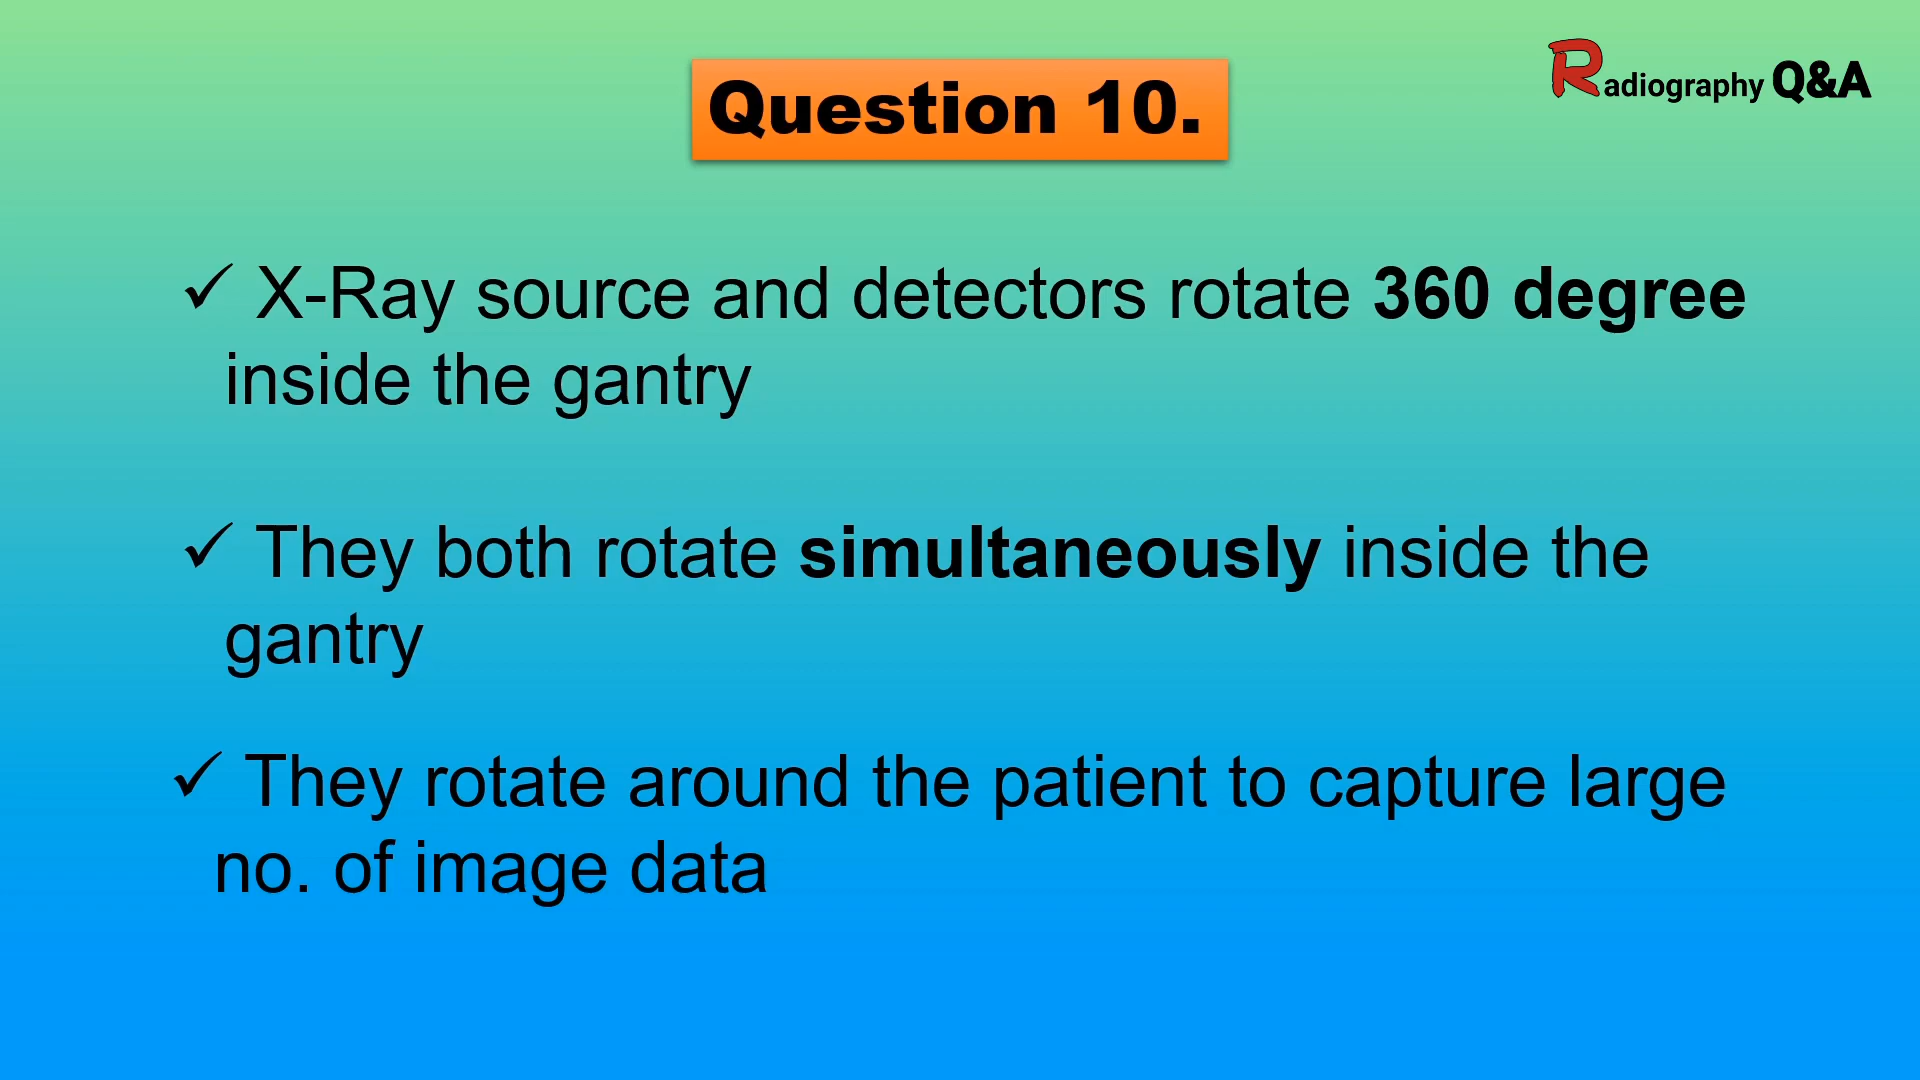 Radiography Q&A
Question 10.
✓ X-Ray source and detectors rotate 360 degree
inside the gantry
✓ They both rotate simultaneously inside the
gantry
✓ They rotate around the patient to capture large
no. of image data